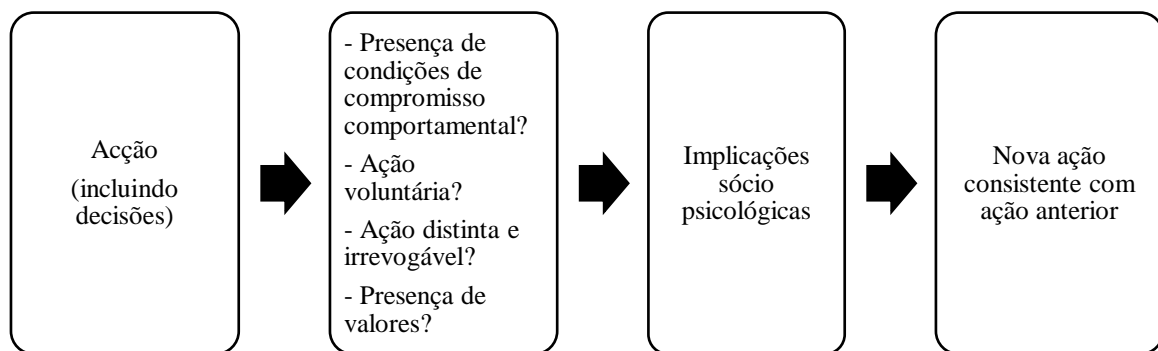 Acção
(incluindo
decisões)
- Presença de
condições de
compromisso
comportamental?
- Ação
voluntária?
- Ação distinta e
irrevogável?
- Presença de
valores?
Implicações
sócio
psicológicas
Nova ação
consistente com
ação anterior